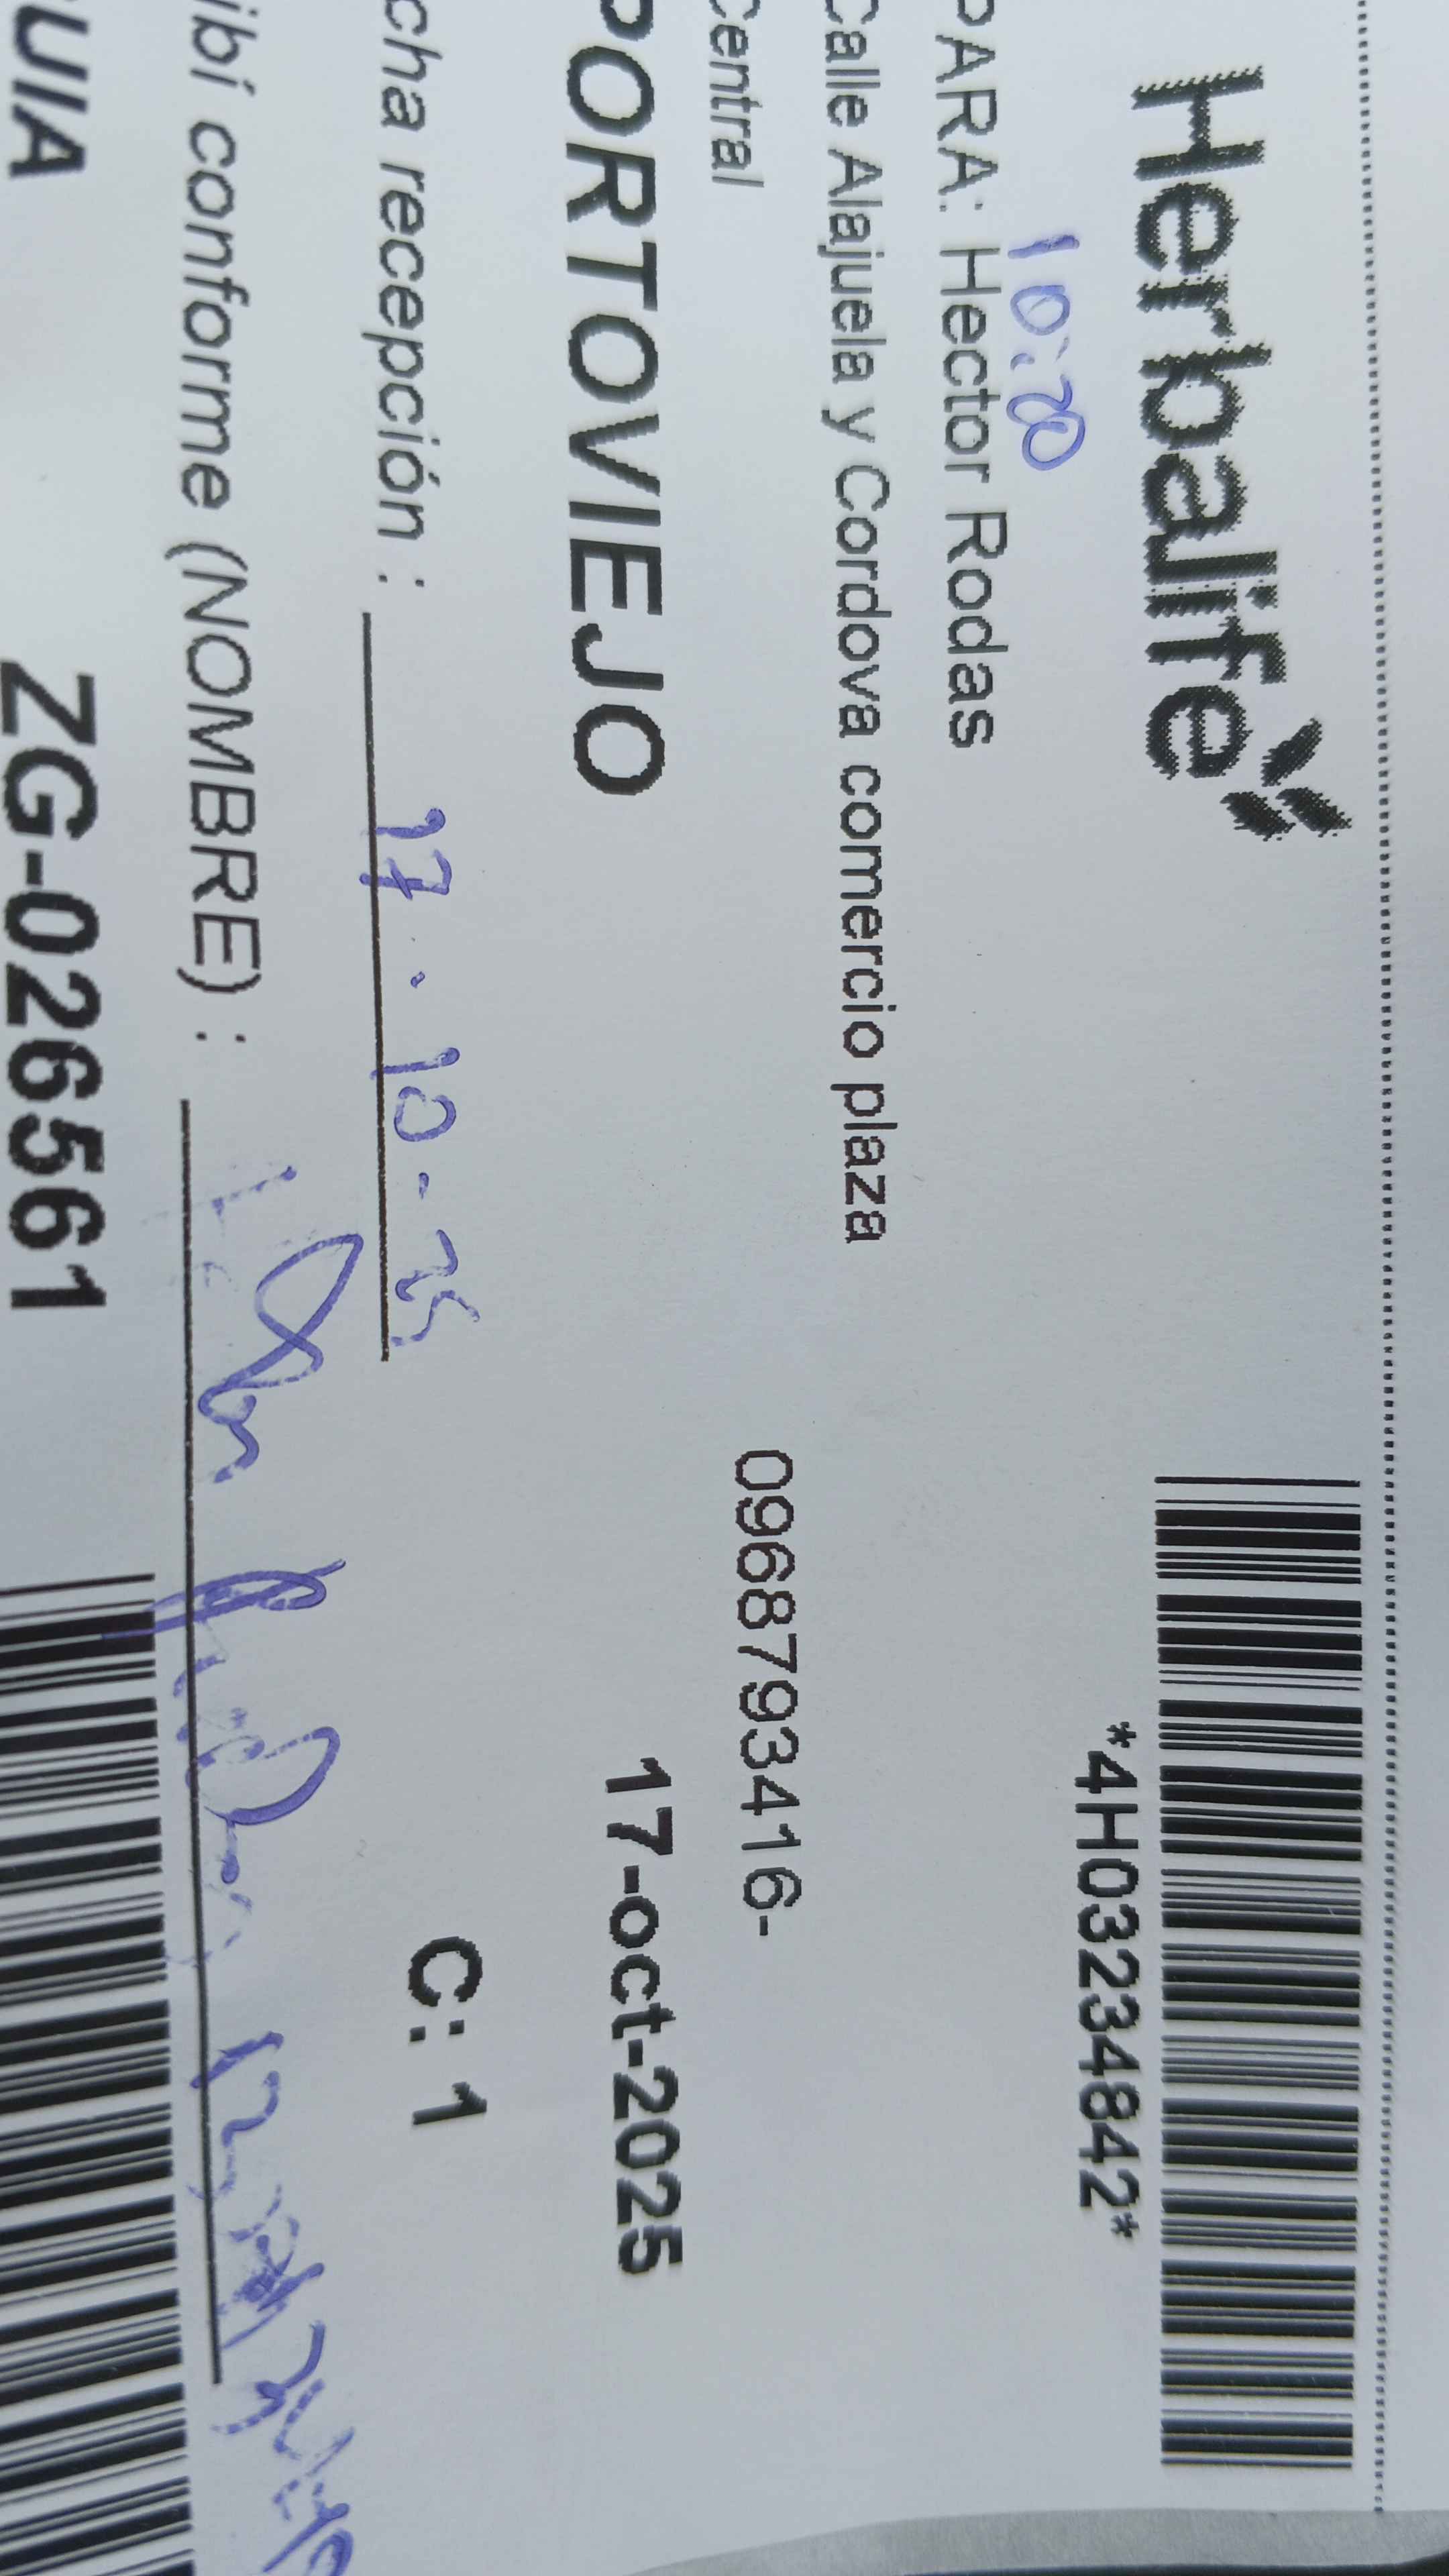 Herbalife
*4H03234842*
10:20
PARA: Hector Rodas
Calle Alajuela y Cordova comercio plaza
Central
0968793416-
PORTOVIEJO
17-oct-2025
cha recepción : 17-10-25
C: 1
ibí conforme (NOMBRE) :
UIA ZG-026561